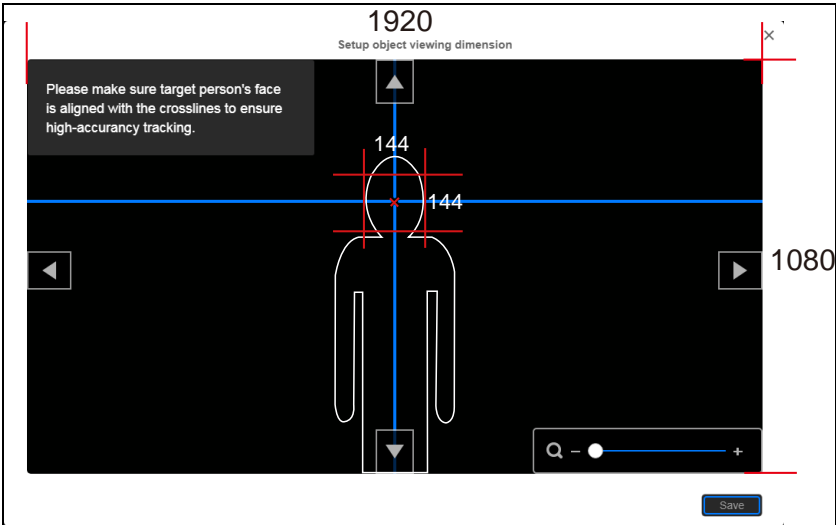 1920
Setup object viewing dimension
×
Please make sure target person's face
is aligned with the crosslines to ensure
high-accurancy tracking.
144
144
1080
− +
Save